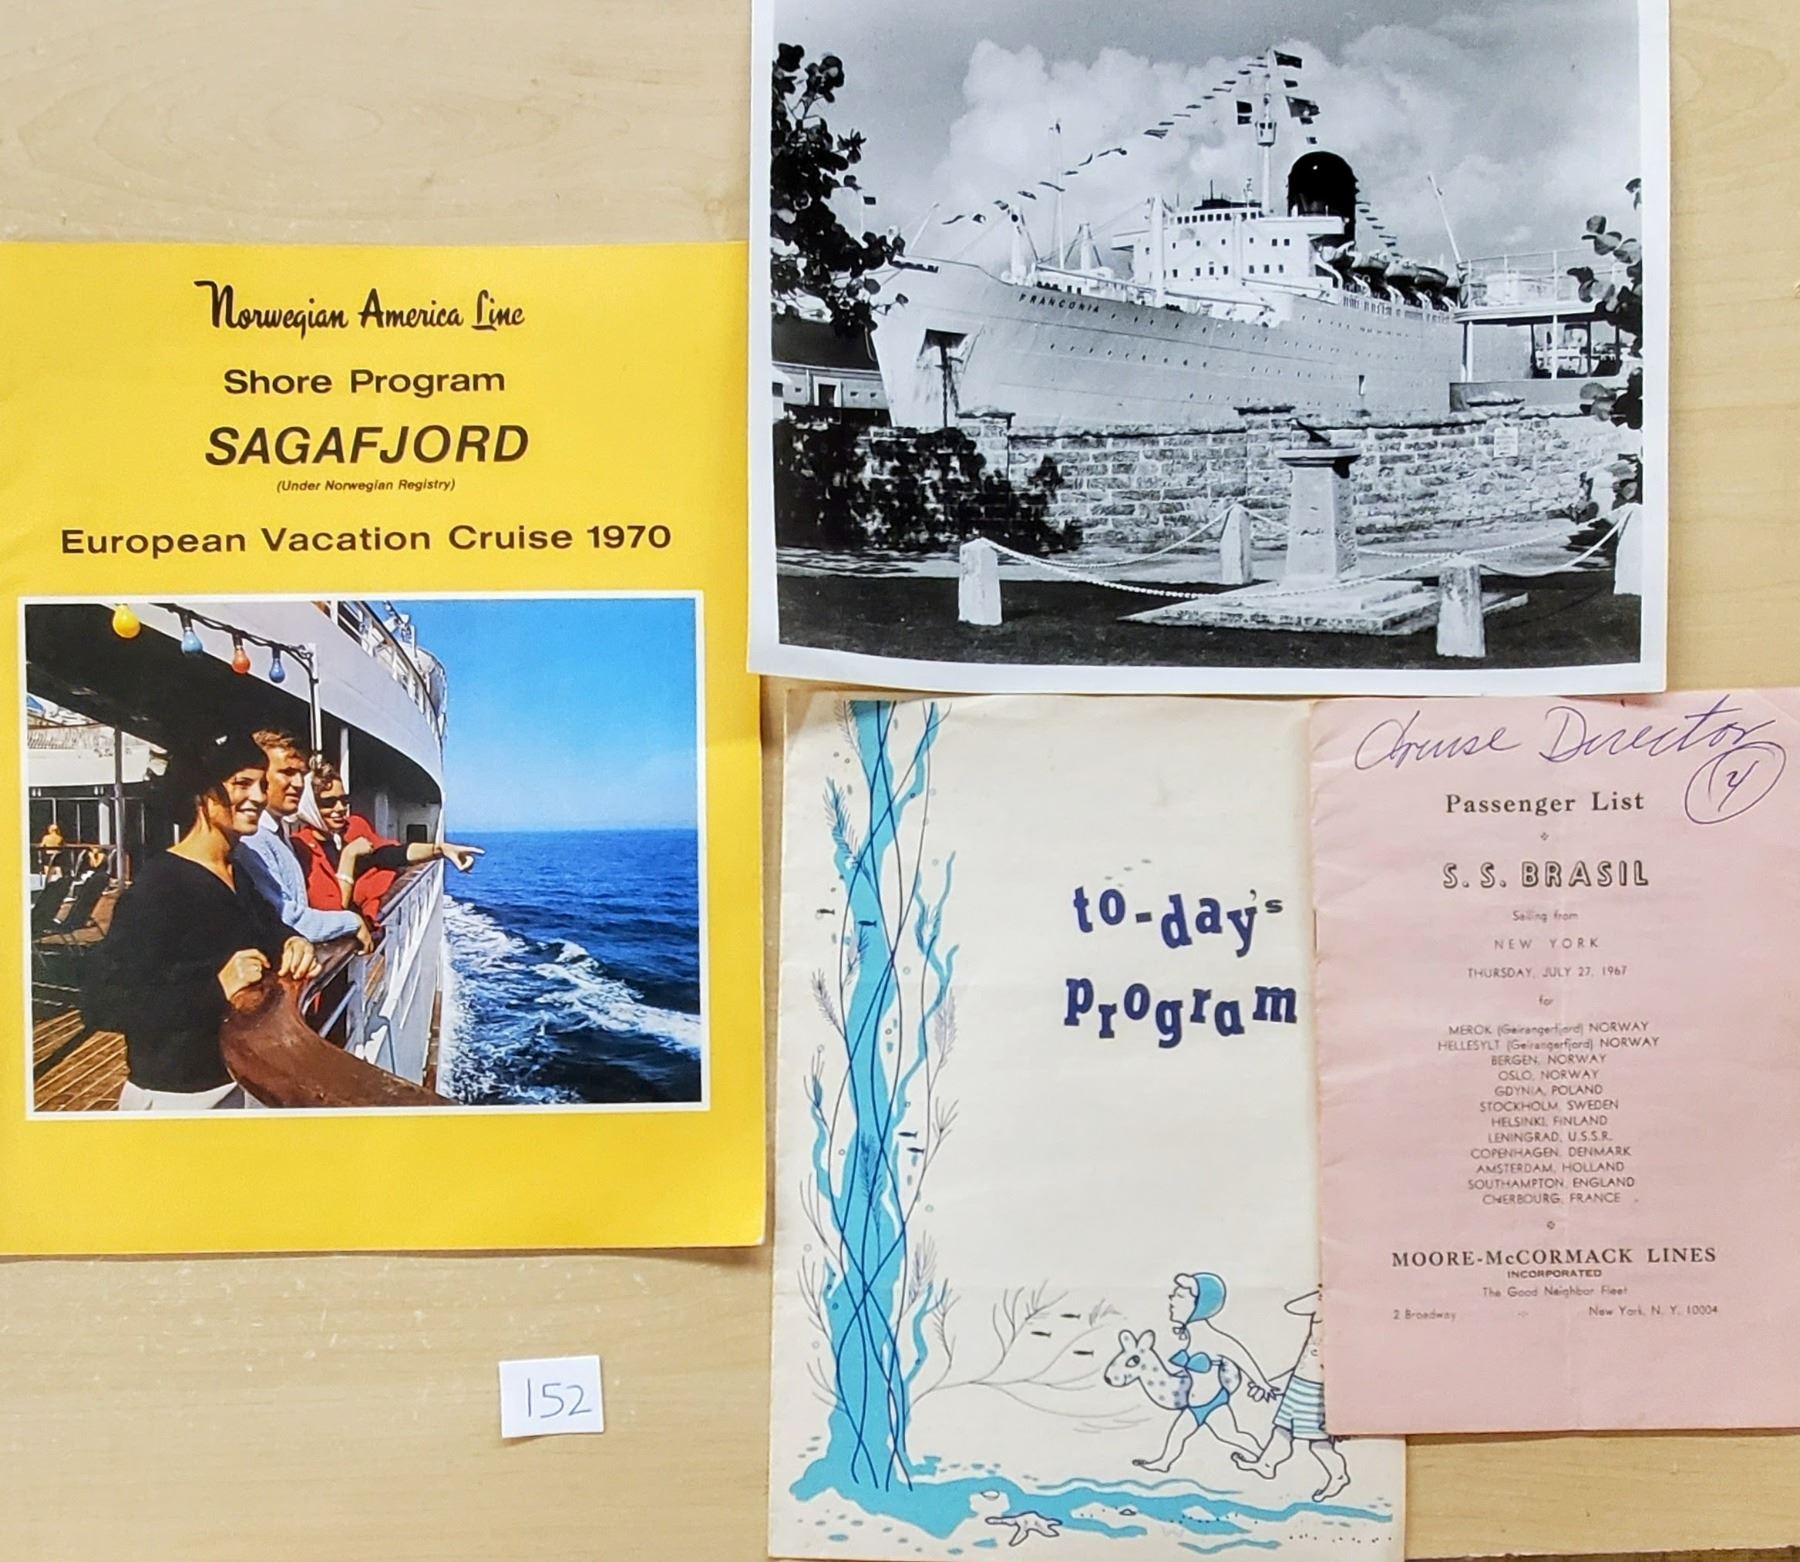 Norwegian America Line
Shore Program
SAGAFJORD
(Under Norwegian Registry)
European Vacation Cruise 1970
FRANCONIA
to-day's
program
Cruise Director
Passenger List
S. S. BRASIL
Sailing from
NEW YORK
THURSDAY, JULY 27, 1967
for
MEROK (Geirangerfjord) NORWAY
HELLESYLT (Geirangerfjord) NORWAY
BERGEN, NORWAY
OSLO, NORWAY
GDYNIA, POLAND
STOCKHOLM, SWEDEN
HELSINKI, FINLAND
LENINGRAD, U.S.S.R.
COPENHAGEN, DENMARK
AMSTERDAM, HOLLAND
SOUTHAMPTON, ENGLAND
CHERBOURG, FRANCE
MOORE-McCORMACK LINES
INCORPORATED
The Good Neighbor Fleet
2 Broadway New York, N. Y. 10004
152